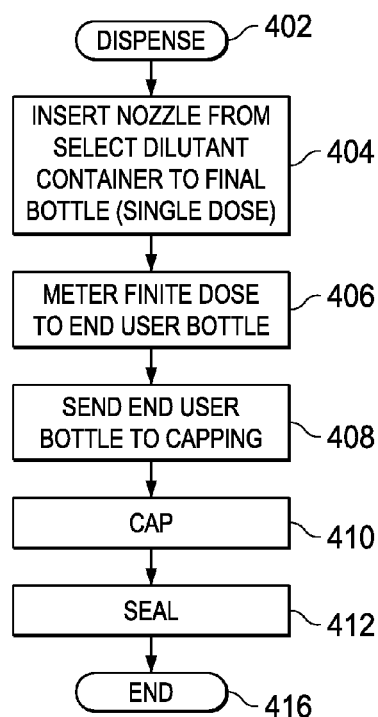 DISPENSE
402
INSERT NOZZLE FROM
SELECT DILUTANT
CONTAINER TO FINAL
BOTTLE (SINGLE DOSE)
404
METER FINITE DOSE
TO END USER BOTTLE
406
SEND END USER
BOTTLE TO CAPPING
408
CAP
410
SEAL
412
END
416